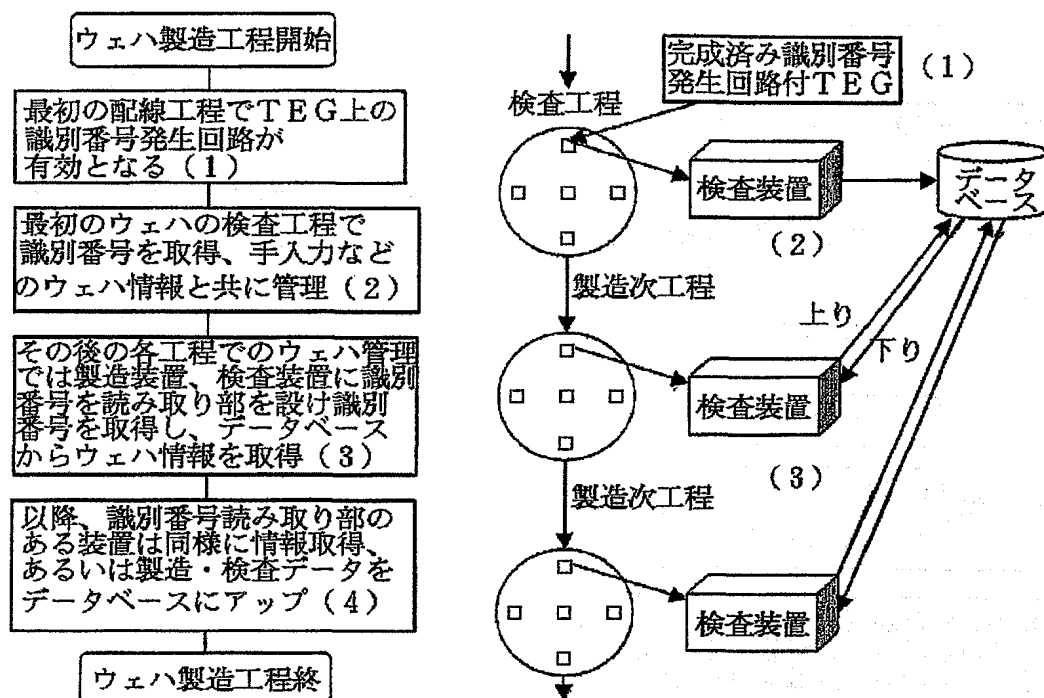 ウェハ製造工程開始
最初の配線工程でTEG上の
識別番号発生回路が
有効となる(1)
最初のウェハの検査工程で
識別番号を取得、手入力など
のウェハ情報と共に管理(2)
その後の各工程でのウェハ管理
では製造装置、検査装置に識別
番号を読み取り部を設け識別
番号を取得し、データベース
からウェハ情報を取得(3)
以降、識別番号読み取り部の
ある装置は同様に情報取得、
あるいは製造・検査データを
データベースにアップ(4)
ウェハ製造工程終
完成済み識別番号
発生回路付TEG
(1)
検査工程
検査装置
データ
ベース
(2)
製造次工程
上り
下り
検査装置
(3)
製造次工程
検査装置